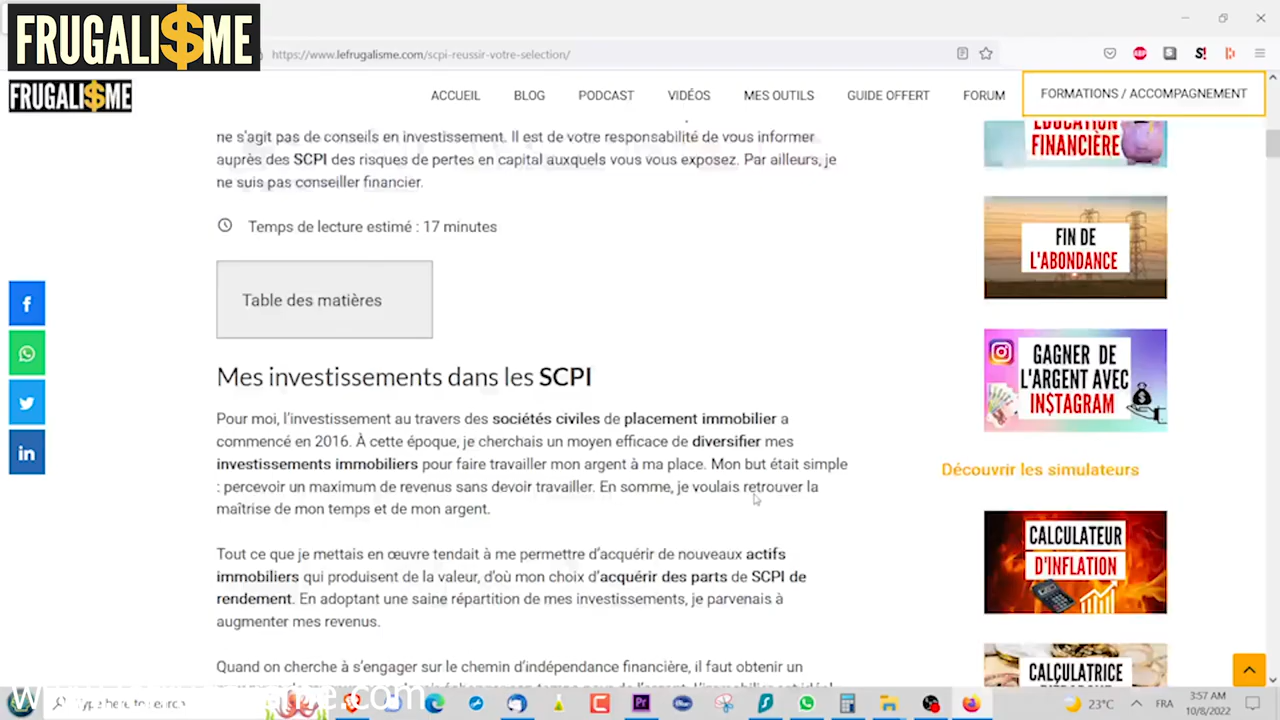 FRUGALI$ME
https://www.lefrugalisme.com/scpi-reussir-votre-selection/
FRUGALI$ME
ACCUEIL BLOG PODCAST VIDÉOS MES OUTILS GUIDE OFFERT FORUM FORMATIONS / ACCOMPAGNEMENT
ne s'agit pas de conseils en investissement. Il est de votre responsabilité de vous informer
auprès des SCPI des risques de pertes en capital auxquels vous vous exposez. Par ailleurs, je
ne suis pas conseiller financier.
Temps de lecture estimé : 17 minutes
Table des matières
Mes investissements dans les SCPI
Pour moi, l'investissement au travers des sociétés civiles de placement immobilier a
commencé en 2016. À cette époque, je cherchais un moyen efficace de diversifier mes
investissements immobiliers pour faire travailler mon argent à ma place. Mon but était simple
: percevoir un maximum de revenus sans devoir travailler. En somme, je voulais retrouver la
maîtrise de mon temps et de mon argent.
Tout ce que je mettais en œuvre tendait à me permettre d'acquérir de nouveaux actifs
immobiliers qui produisent de la valeur, d'où mon choix d'acquérir des parts de SCPI de
rendement. En adoptant une saine répartition de mes investissements, je parvenais à
augmenter mes revenus.
Quand on cherche à s'engager sur le chemin d'indépendance financière, il faut obtenir un
ÉDUCATION
FINANCIÈRE
FIN DE
L'ABONDANCE
GAGNER DE
L'ARGENT AVEC
IN$TAGRAM
Découvrir les simulateurs
CALCULATEUR
D'INFLATION
CALCULATRICE
Type here to search
23°C
FRA
3:57 AM
10/8/2022